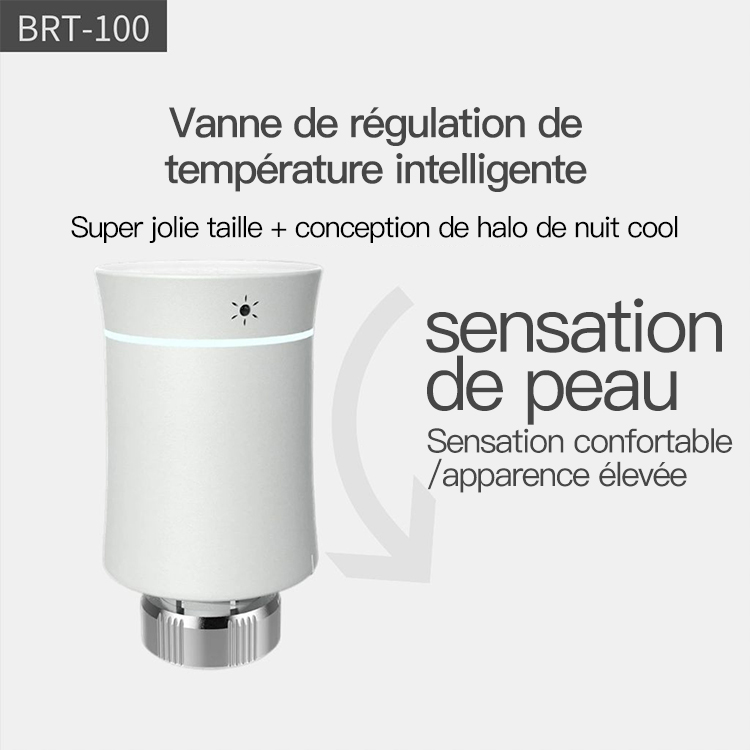 BRT-100
Vanne de régulation de
température intelligente
Super jolie taille + conception de halo de nuit cool
sensation
de peau
Sensation confortable
/apparence élevée